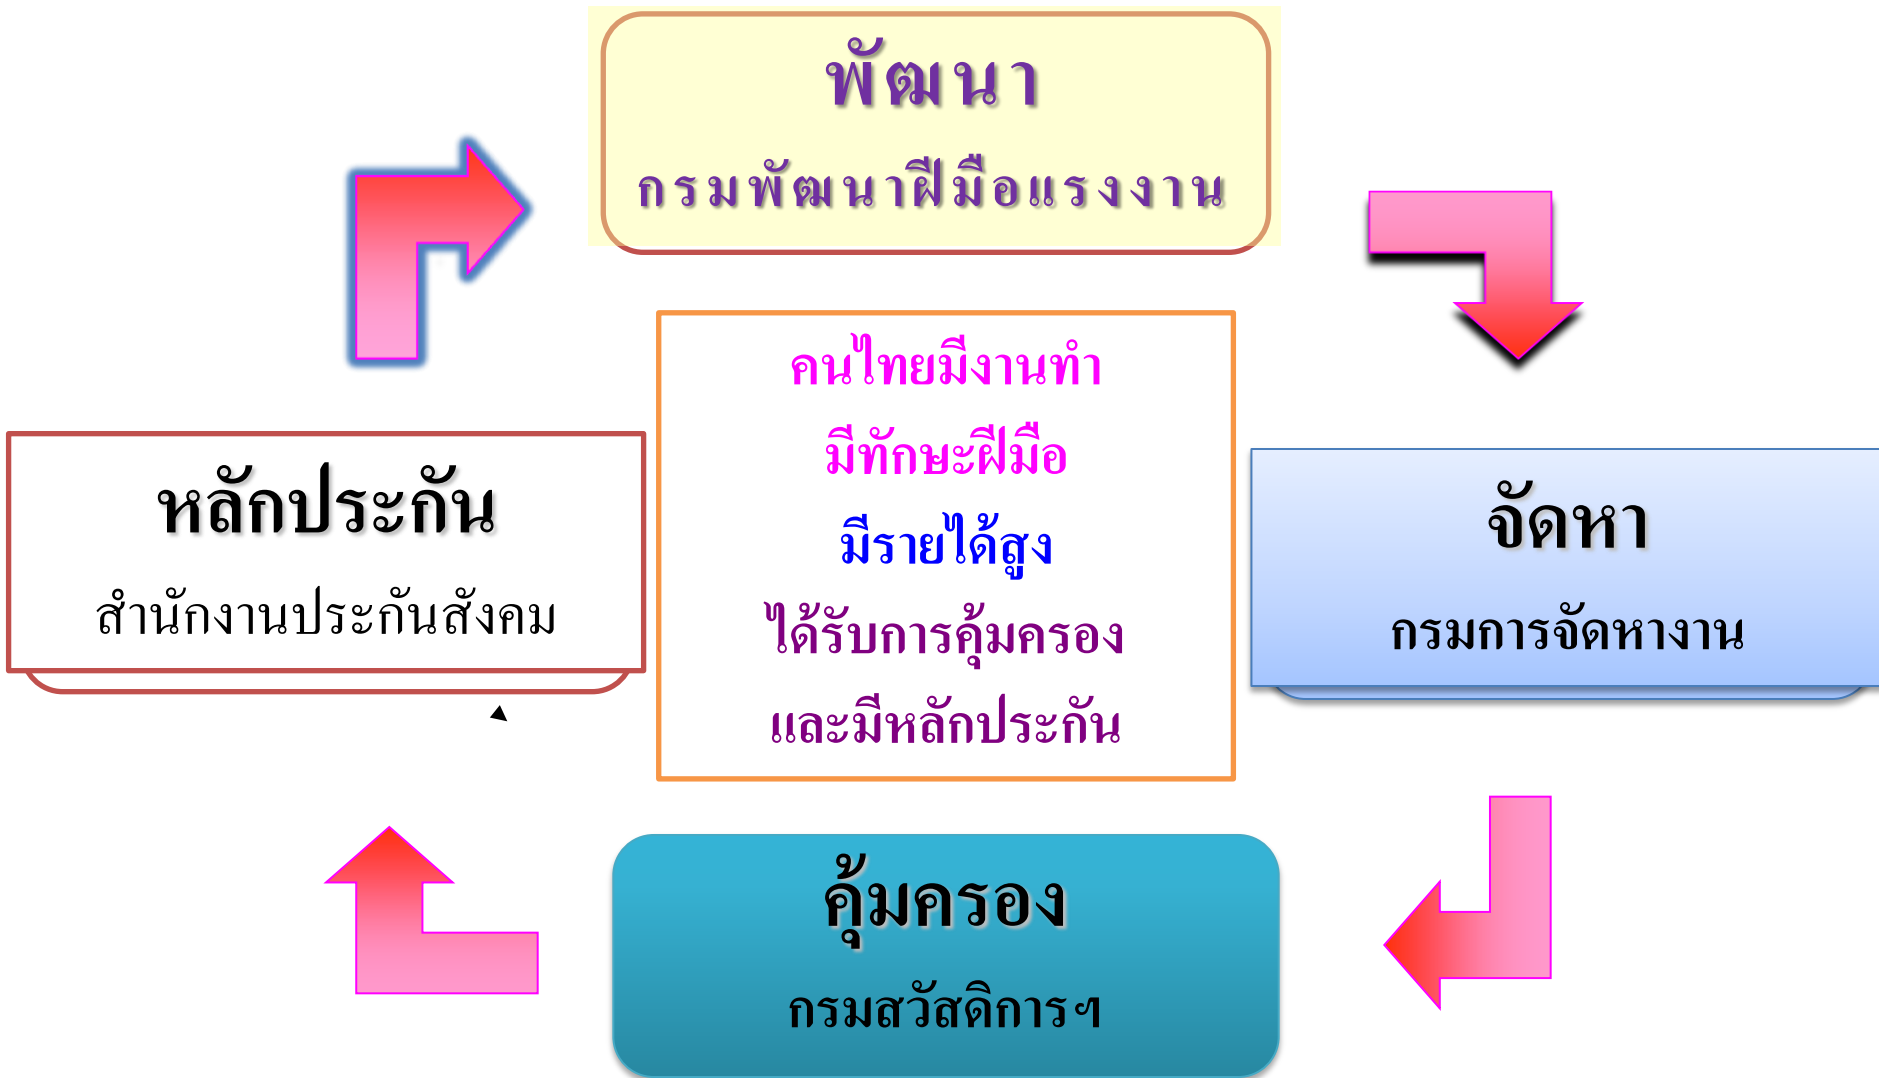 พัฒนา
กรมพัฒนาฝีมือแรงงาน
คนไทยมีงานทำ
มีทักษะฝีมือ
มีรายได้สูง
ได้รับการคุ้มครอง
และมีหลักประกัน
หลักประกัน
สำนักงานประกันสังคม
จัดหา
กรมการจัดหางาน
คุ้มครอง
กรมสวัสดิการฯ